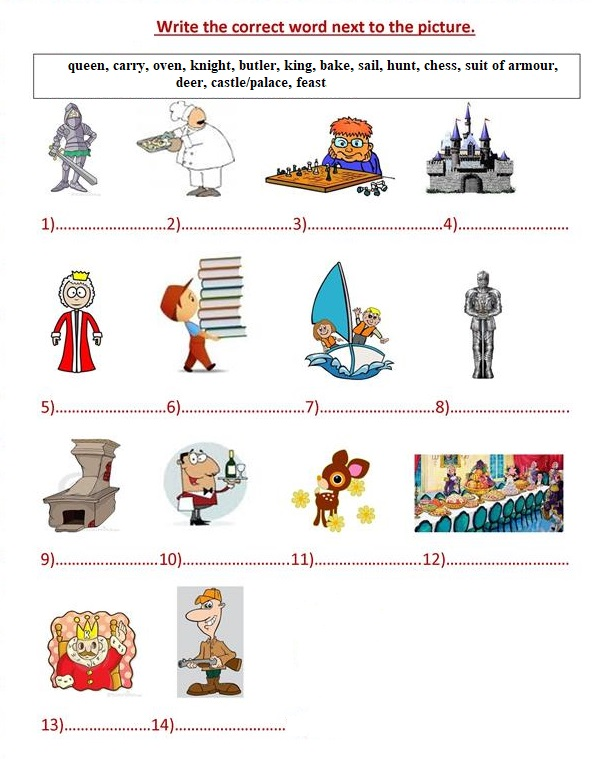 Write the correct word next to the picture.
queen, carry, oven, knight, butler, king, bake, sail, hunt, chess, suit of armour,
deer, castle/palace, feast
1)..............................2)..............................3)....................................4)..............................
5)..............................6)......................................7)...................................8)................................
9)............................10).............................11).............................12).................................
13)........................14)..............................